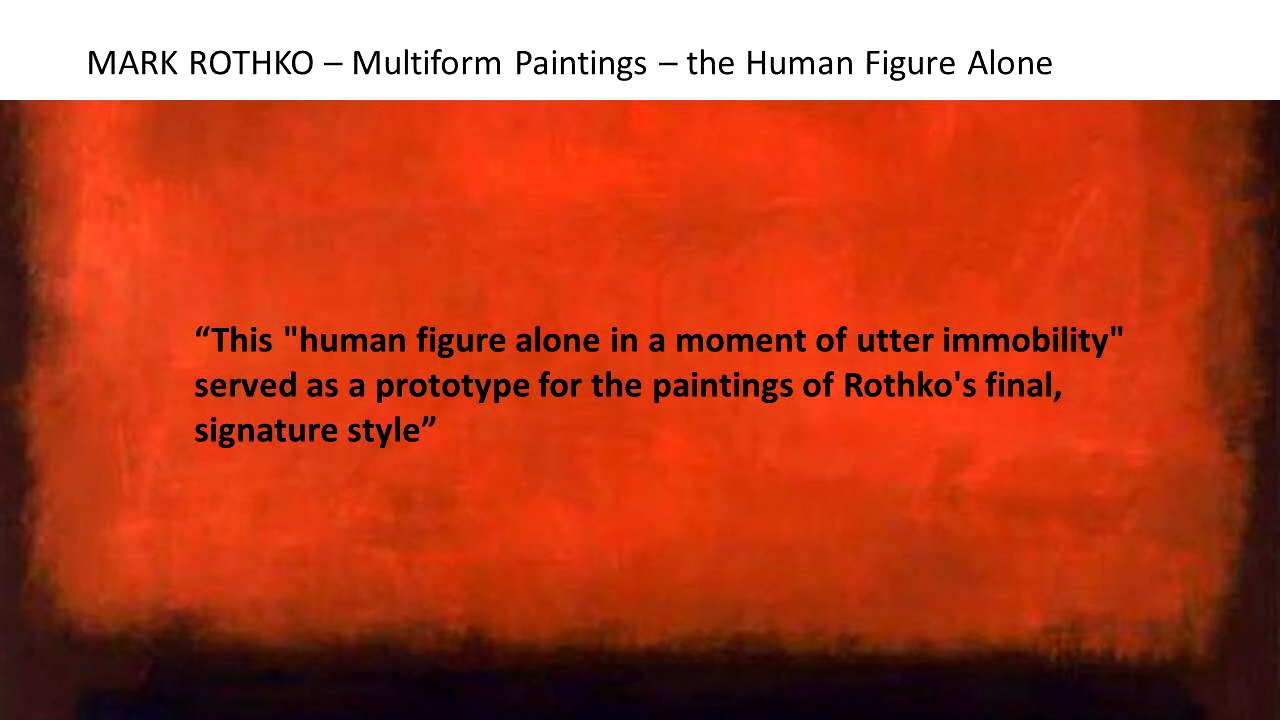 MARK ROTHKO – Multiform Paintings – the Human Figure Alone
“This "human figure alone in a moment of utter immobility"
served as a prototype for the paintings of Rothko's final,
signature style”